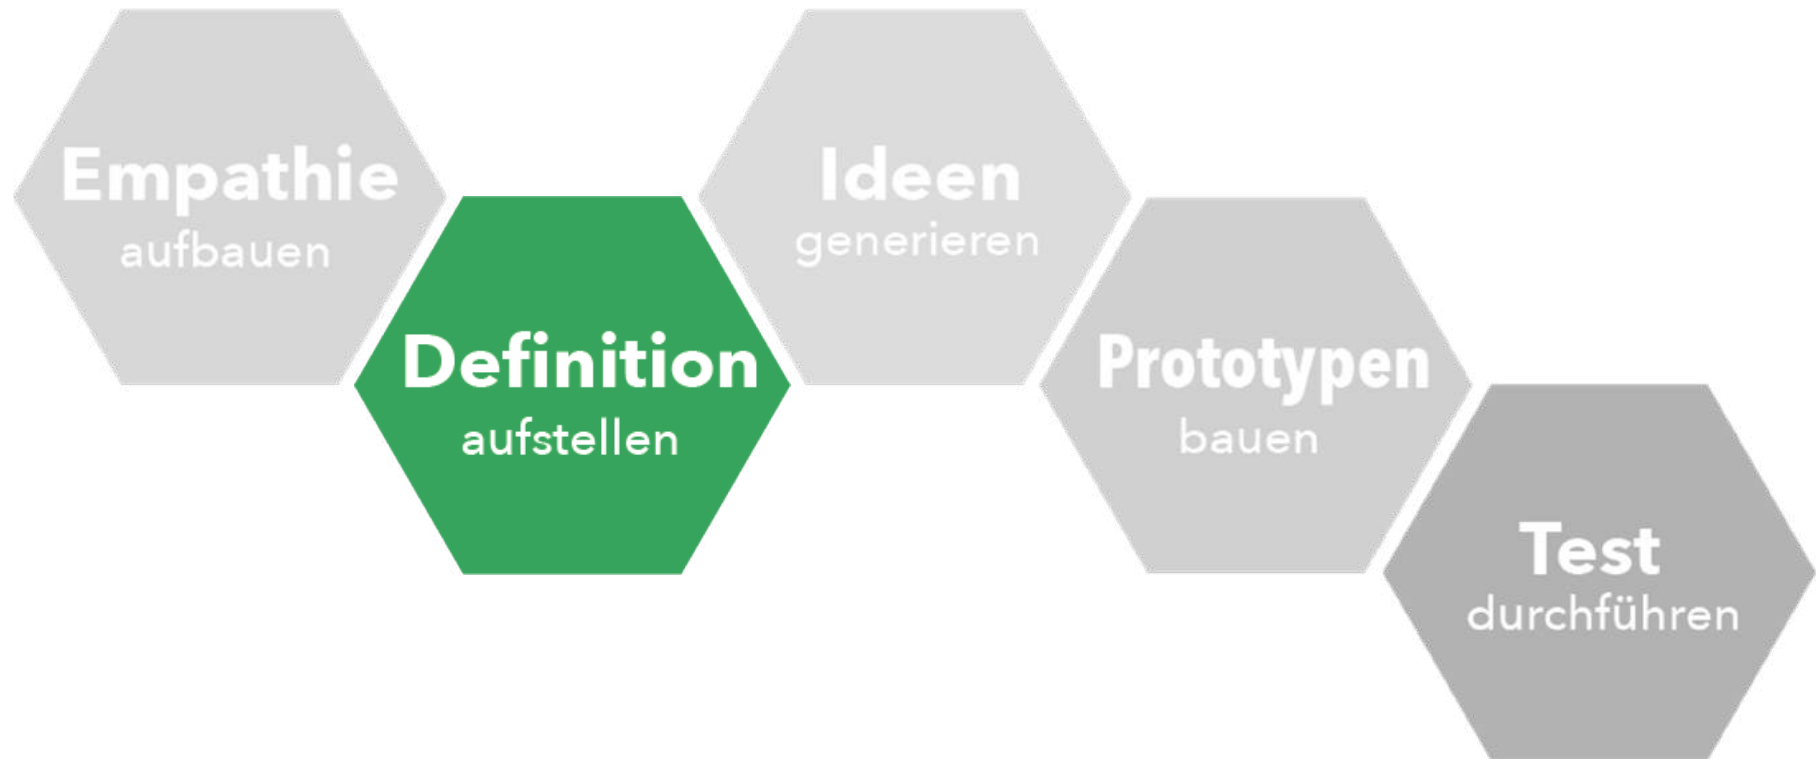 Empathie
aufbauen
Definition
aufstellen
Ideen
generieren
Prototypen
bauen
Test
durchführen